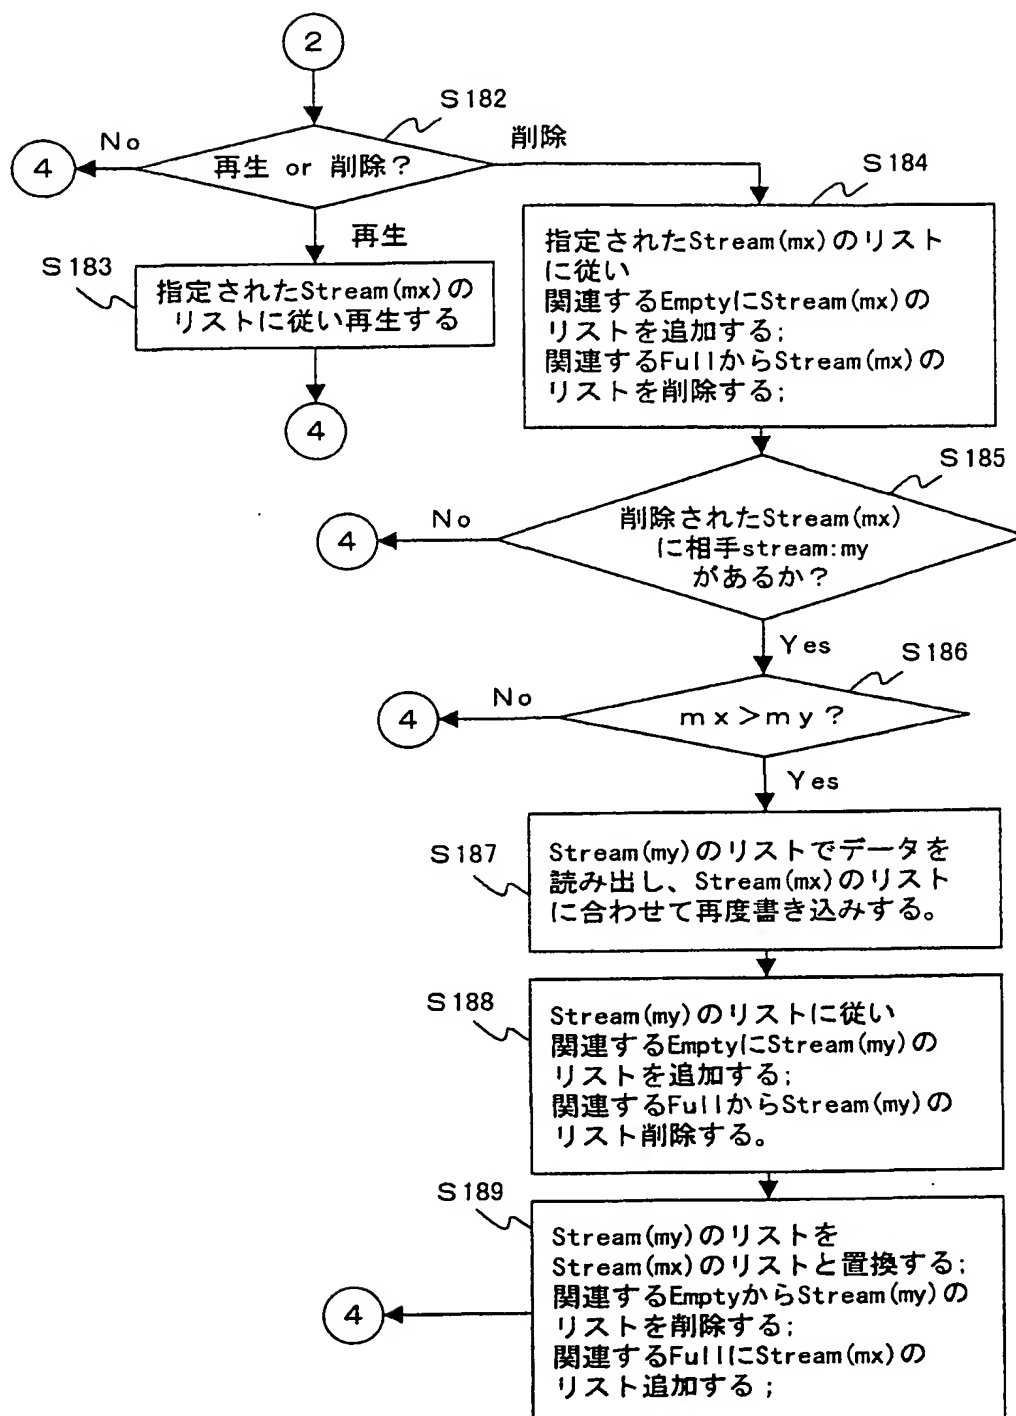 2
S182
No
削除
4
再生 or 削除？
S184
再生
S183
指定されたStream(mx)の
リストに従い再生する
4
指定されたStream(mx)のリスト
に従い
関連するEmptyにStream(mx)の
リストを追加する;
関連するFullからStream(mx)の
リストを削除する;
S185
No
4
削除されたStream(mx)
に相手stream:my
があるか？
Yes
S186
No
4
ｍｘ＞ｍｙ？
Yes
S187
Stream(my)のリストでデータを
読み出し、Stream(mx)のリスト
に合わせて再度書き込みする。
S188
Stream(my)のリストに従い
関連するEmptyにStream(my)の
リストを追加する;
関連するFullからStream(my)の
リスト削除する。
S189
4
Stream(my)のリストを
Stream(mx)のリストと置換する;
関連するEmptyからStream(my)の
リストを削除する;
関連するFullにStream(mx)の
リスト追加する;